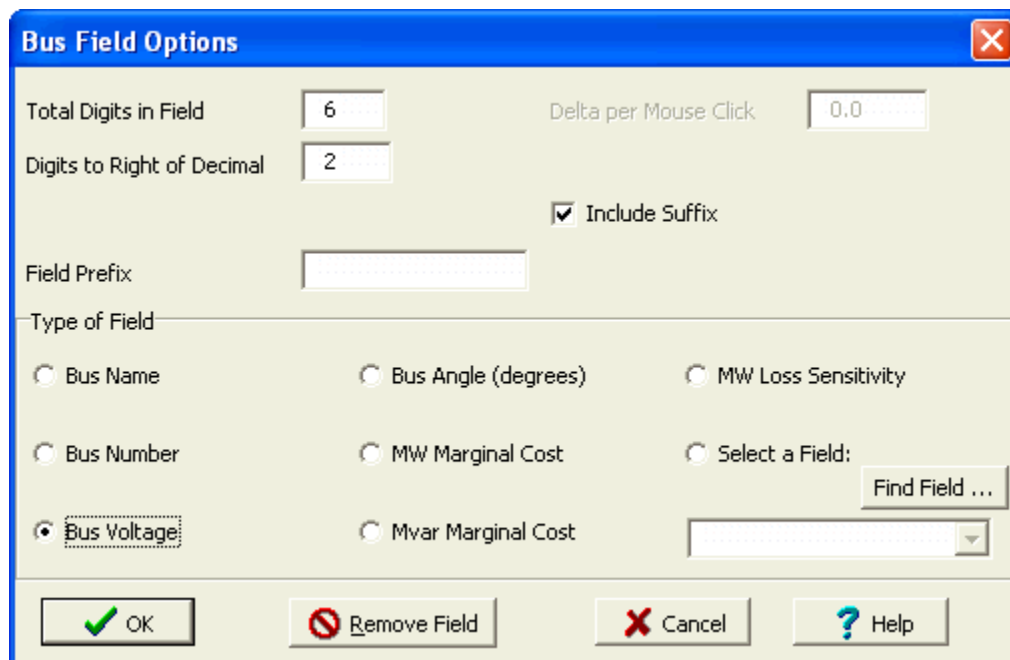 Bus Field Options
Total Digits in Field 6 Delta per Mouse Click 0.0
Digits to Right of Decimal 2
Include Suffix
Field Prefix
Type of Field
Bus Name Bus Angle (degrees) MW Loss Sensitivity
Bus Number MW Marginal Cost Select a Field:
Find Field ...
Bus Voltage Mvar Marginal Cost
OK Remove Field Cancel ? Help